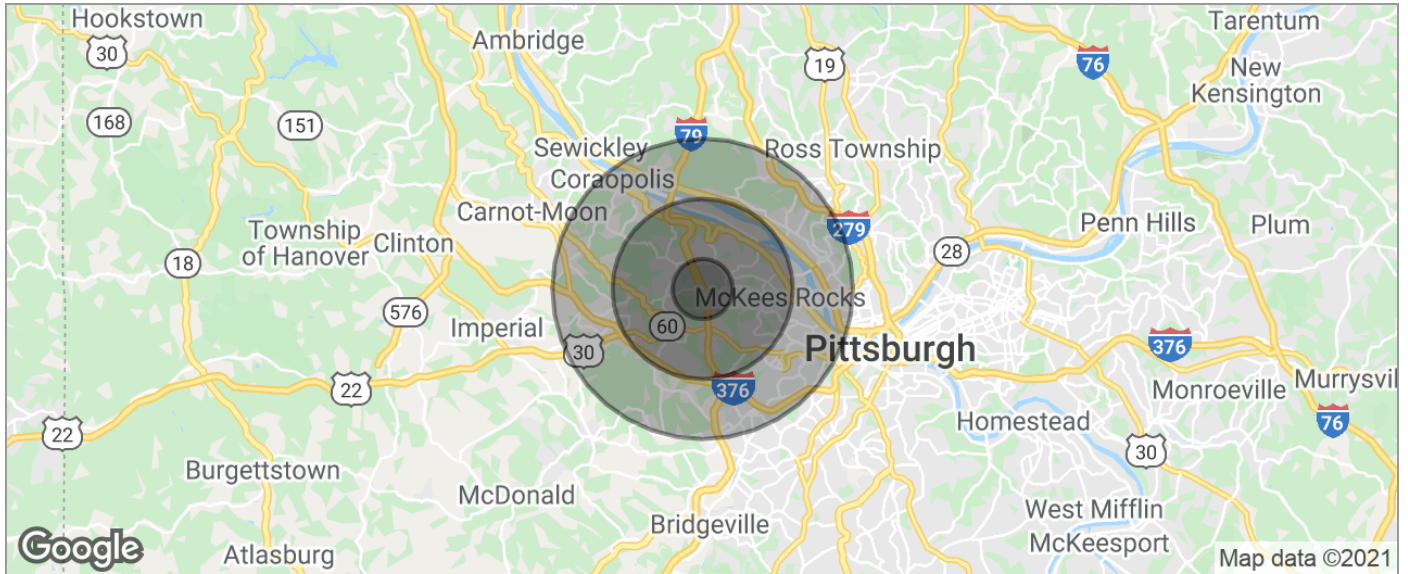 Hookstown
Tarentum
30
Ambridge
19
76
New
Kensington
168
151
79
Sewickley
Ross Township
Coraopolis
Carnot-Moon
Township
of Hanover
Clinton
279
Penn Hills
Plum
28
18
McKees Rocks
576
Imperial
60
30
Pittsburgh
376
22
376
Monroeville
Murrysvil
22
Homestead
76
30
Burgettstown
McDonald
Bridgeville
West Mifflin
McKeesport
Google
Atlasburg
Map data ©2021